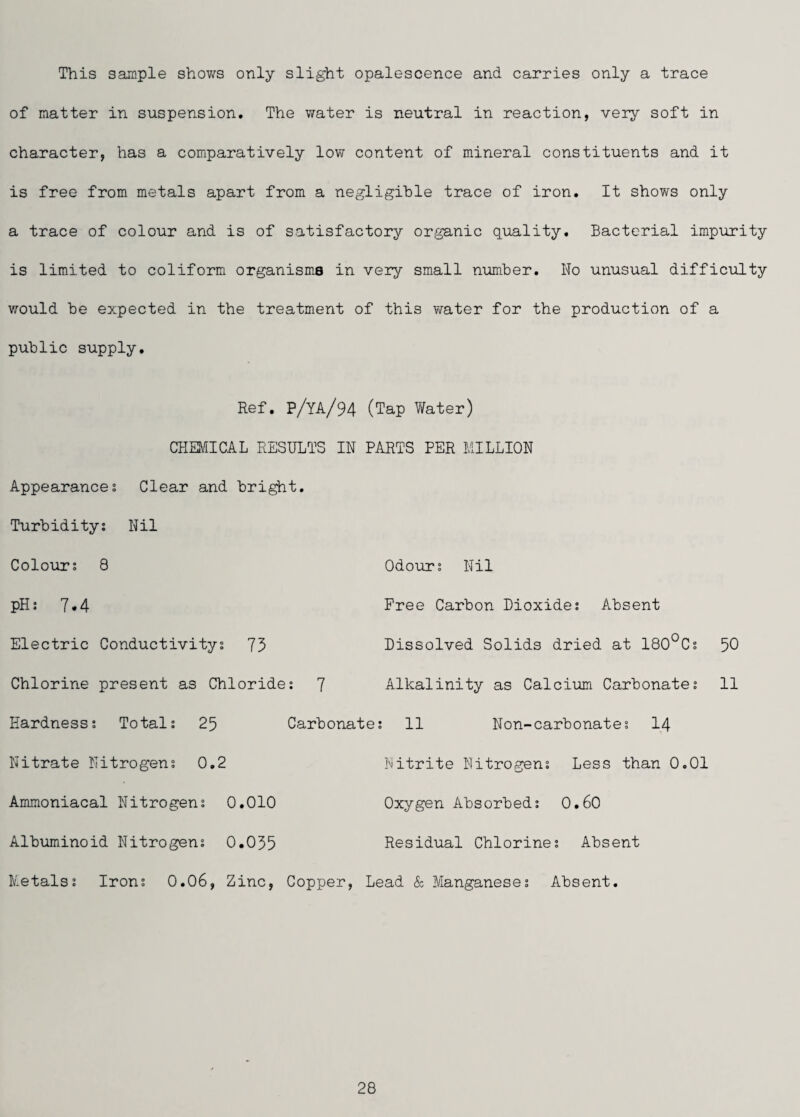 This sample shows only slight opalescence and carries only a trace
of matter in suspension. The water is neutral in reaction, very soft in
character, has a comparatively low content of mineral constituents and it
is free from metals apart from a negligible trace of iron. It shows only
a trace of colour and is of satisfactory organic quality. Bacterial impurity
is limited to coliform organisms in very small number. No unusual difficulty
would be expected in the treatment of this water for the production of a
public supply.
Ref. P/YA/94 (Tap Water)
CHEMICAL RESULTS IN PARTS PER MILLION
Appearance: Clear and bright.
Turbidity: Nil
Colour: 8 Odour: Nil
pH: 7.4 Free Carbon Dioxide: Absent
Electric Conductivity: 73 Dissolved Solids dried at 180°C: 50
Chlorine present as Chloride: 7 Alkalinity as Calcium Carbonate: 11
Hardness: Total: 25 Carbonate: 11 Non-carbonate: 14
Nitrate Nitrogen: 0.2 Nitrite Nitrogen: Less than 0.01
Ammoniacal Nitrogen: 0.010 Oxygen Absorbed: 0.60
Albuminoid Nitrogen: 0.035 Residual Chlorine: Absent
Metals: Iron: 0.06, Zinc, Copper, Lead & Manganese: Absent.
28